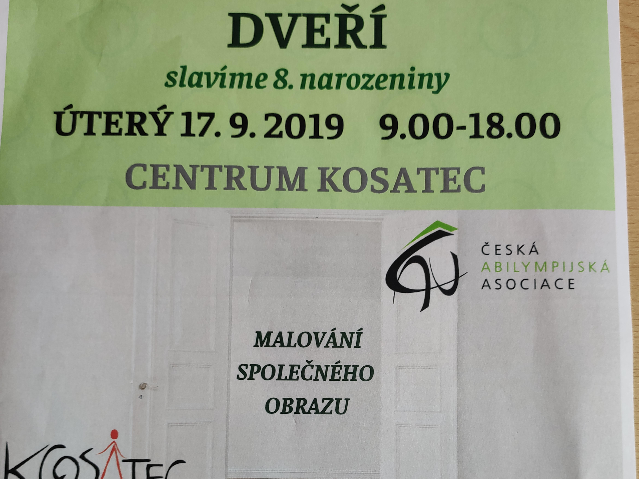 DVEŘÍ
slavíme 8. narozeniny
ÚTERÝ 17. 9. 2019 9.00-18.00
CENTRUM KOSATEC
ČESKÁ
ABILYMPIJSKÁ
ASOCIACE
MALOVÁNÍ
SPOLEČNÉHO
OBRAZU
KOSATEC